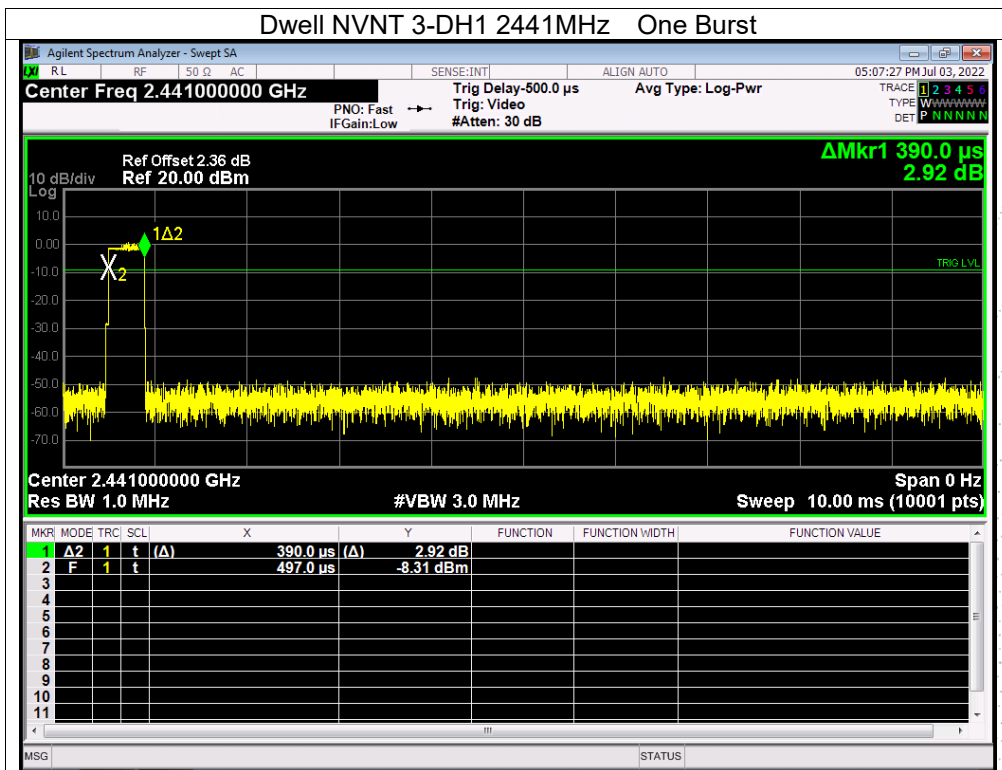 Dwell NVNT 3-DH1 2441MHz One Burst
Agilent Spectrum Analyzer - Swept SA
LXI RL RF 50 Ω AC SENSE:INT ALIGN AUTO 05:07:27 PM Jul 03, 2022
Center Freq 2.441000000 GHz
PNO: Fast
IFGain:Low
Trig Delay-500.0 µs
Trig: Video
#Atten: 30 dB
Avg Type: Log-Pwr
TRACE 1 2 3 4 5 6
TYPE W
DET P N N N N N
ΔMkr1 390.0 µs
2.92 dB
Ref Offset 2.36 dB
10 dB/div Ref 20.00 dBm
Log
10.0
0.00
-10.0
-20.0
-30.0
-40.0
-50.0
-60.0
-70.0
1Δ2
2
TRIG LVL
Center 2.441000000 GHz Span 0 Hz
Res BW 1.0 MHz #VBW 3.0 MHz Sweep 10.00 ms (10001 pts)
MKR MODE TRC SCL X Y FUNCTION FUNCTION WIDTH FUNCTION VALUE
1 Δ2 1 t (Δ) 390.0 µs (Δ) 2.92 dB
2 F 1 t 497.0 µs -8.31 dBm
3
4
5
6
7
8
9
10
11
MSG STATUS